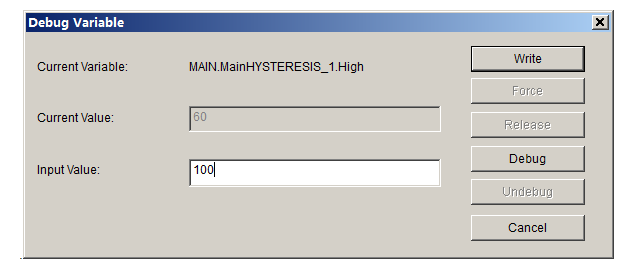 Debug Variable
Current Variable: MAIN.MainHYSTERESIS_1.High
Current Value: 60
Input Value: 100
Write
Force
Release
Debug
Undebug
Cancel